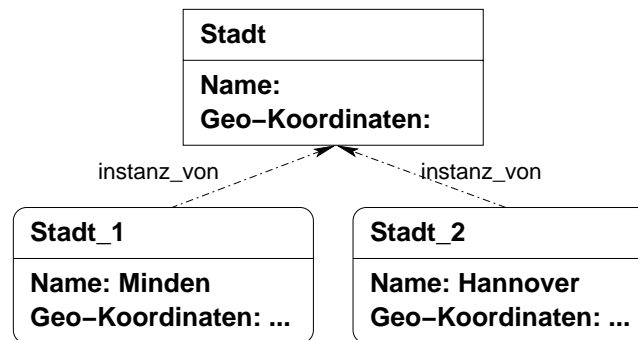 Stadt
Name:
Geo–Koordinaten:
instanz_von
instanz_von
Stadt_1
Name: Minden
Geo–Koordinaten: ...
Stadt_2
Name: Hannover
Geo–Koordinaten: ...